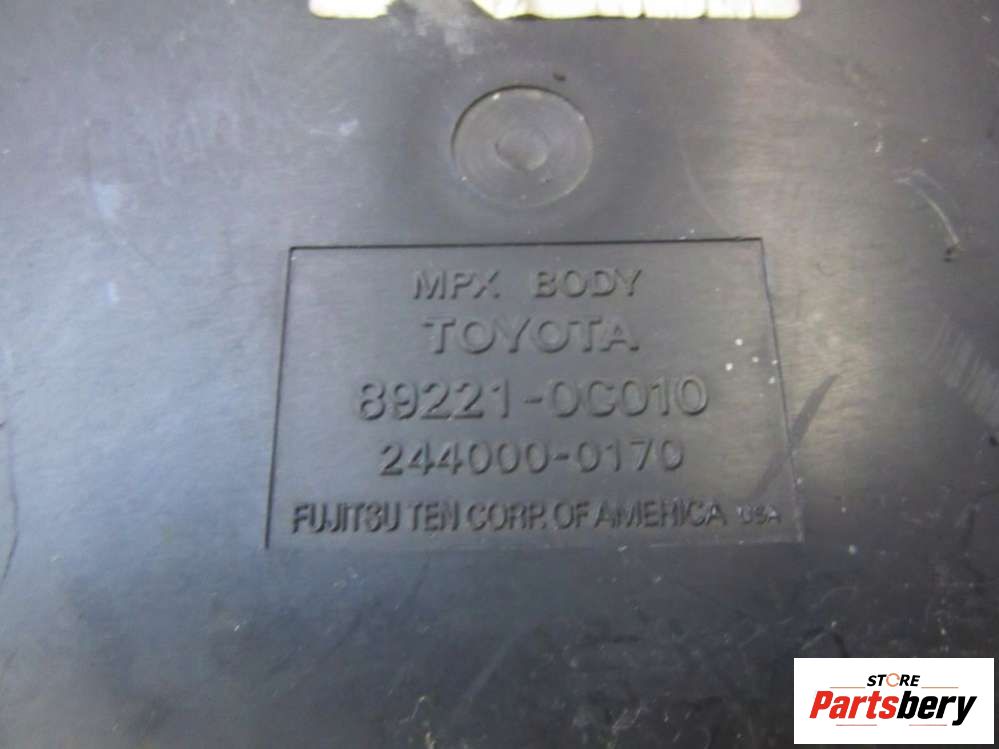 MPX BODY
TOYOTA
89221-0C010
244000-0170
FUJITSU TEN CORP. OF AMERICA USA
STORE
Partsbery